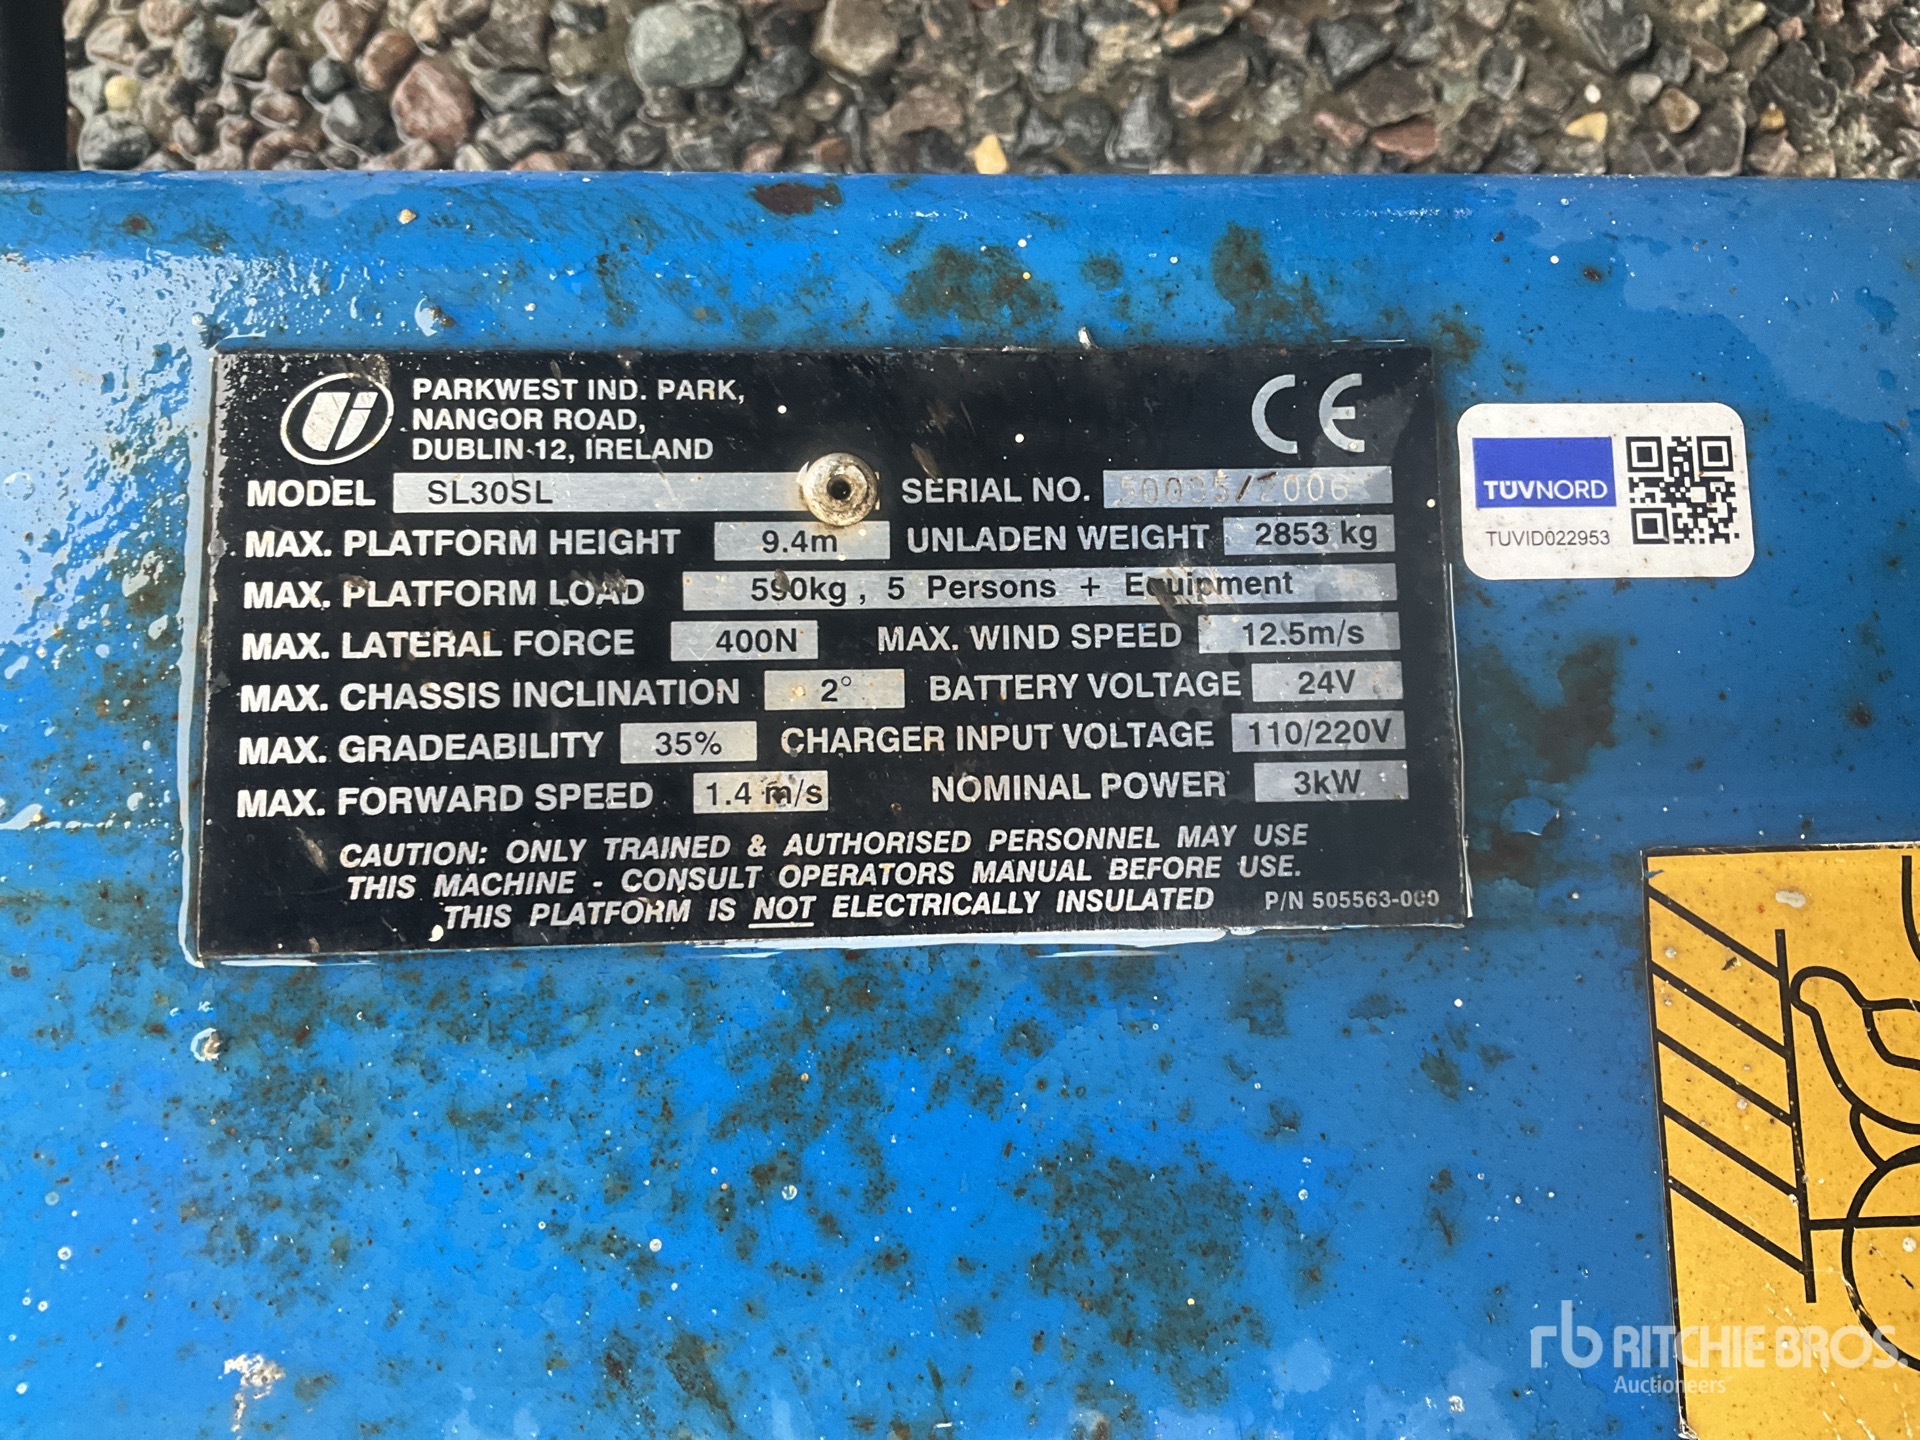 PARKWEST IND. PARK,
NANGOR ROAD,
DUBLIN 12, IRELAND
CE
MODEL SL30SL SERIAL NO.
MAX. PLATFORM HEIGHT 9.4m UNLADEN WEIGHT 2853 kg
MAX. PLATFORM LOAD 590kg, 5 Persons + Equipment
MAX. LATERAL FORCE 400N MAX. WIND SPEED 12.5m/s
MAX. CHASSIS INCLINATION 2° BATTERY VOLTAGE 24V
MAX. GRADEABILITY 35% CHARGER INPUT VOLTAGE 110/220V
MAX. FORWARD SPEED 1.4 m/s NOMINAL POWER 3kW
CAUTION: ONLY TRAINED & AUTHORISED PERSONNEL MAY USE
THIS MACHINE - CONSULT OPERATORS MANUAL BEFORE USE.
THIS PLATFORM IS NOT ELECTRICALLY INSULATED P/N 505563-000
TÜVNORD
TUVID022953
rb RITCHIE BROS.
Auctioneers